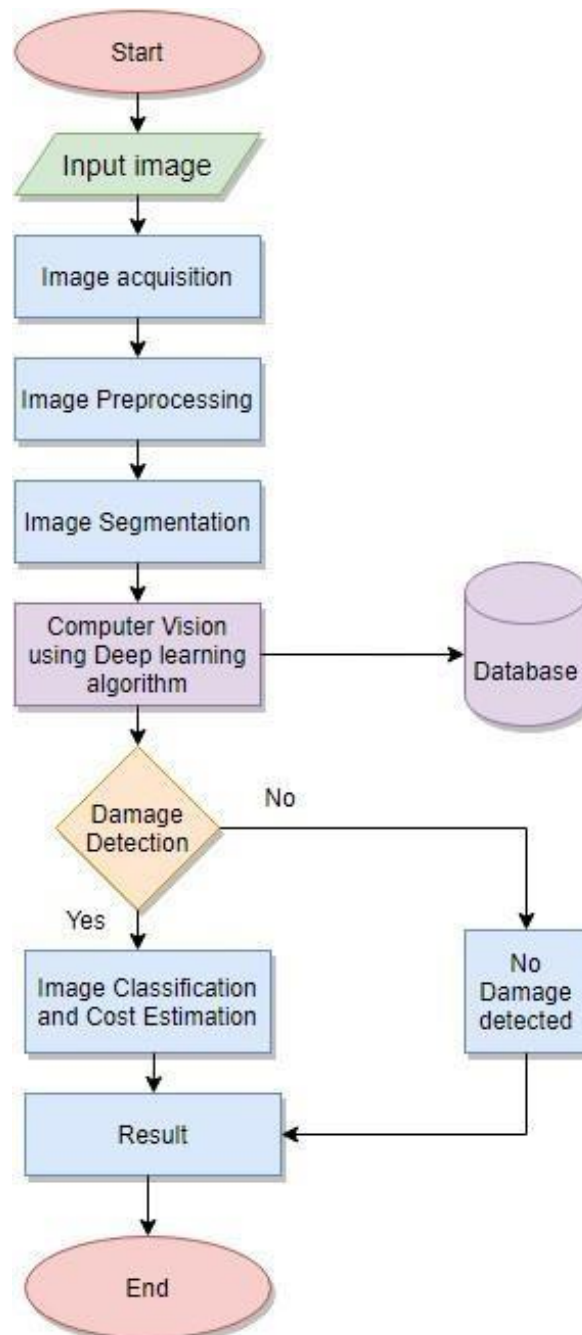 Start
Input image
Image acquisition
Image Preprocessing
Image Segmentation
Computer Vision
using Deep learning
algorithm
Database
Damage
Detection
No
Yes
Image Classification
and Cost Estimation
No
Damage
detected
Result
End